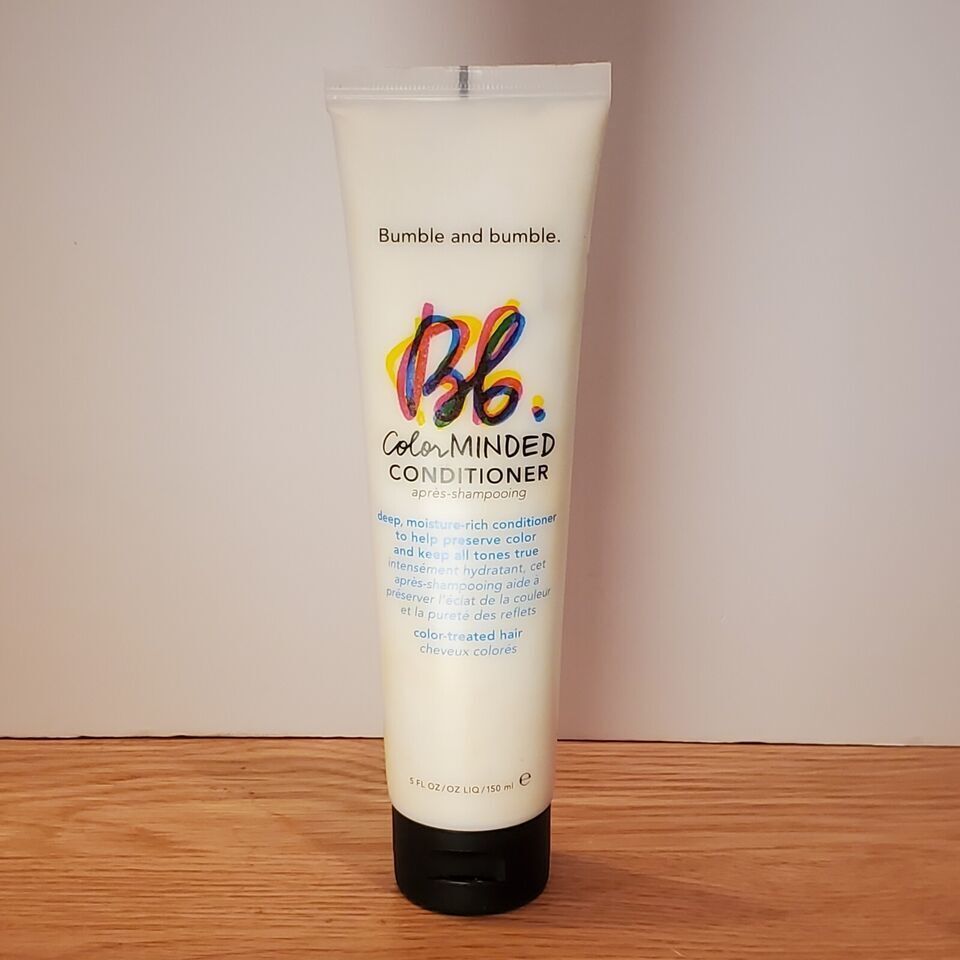 Bumble and bumble.
Bb.
Color MINDED
CONDITIONER
après-shampooing
deep, moisture-rich conditioner
to help preserve color
and keep all tones true
intensément hydratant, cet
après-shampooing aide à
préserver l'éclat de la couleur
et la pureté des reflets
color-treated hair
cheveux colorés
5 FL OZ/OZ LIQ/150 ml ℮